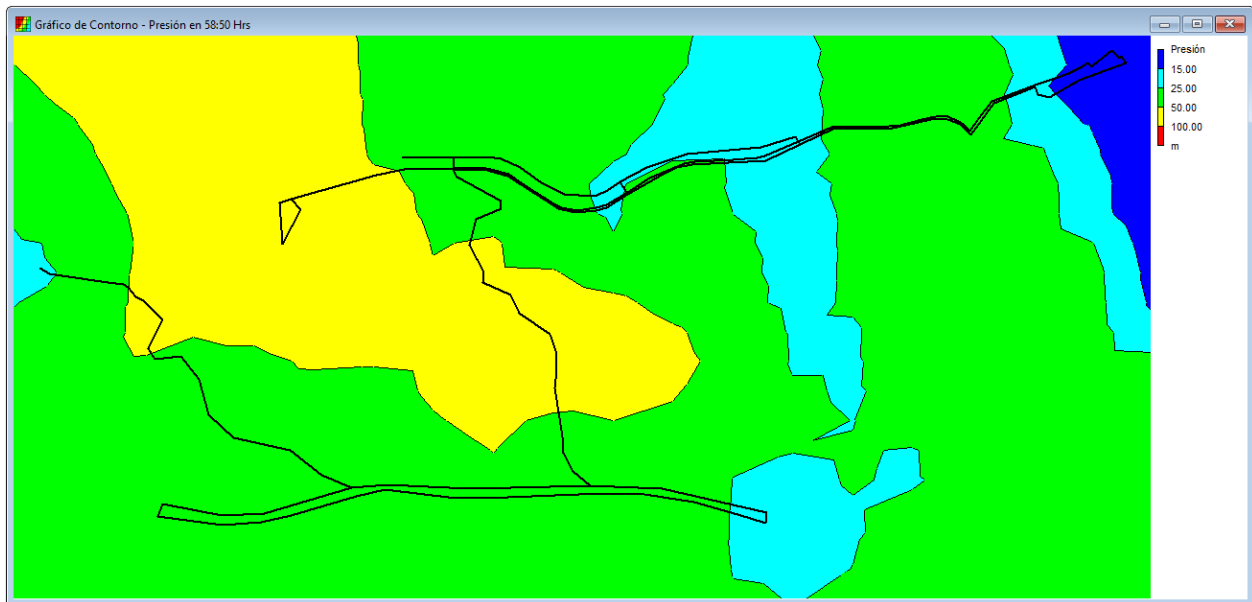 Gráfico de Contorno - Presión en 58:50 Hrs
Presión
15.00
25.00
50.00
100.00
m